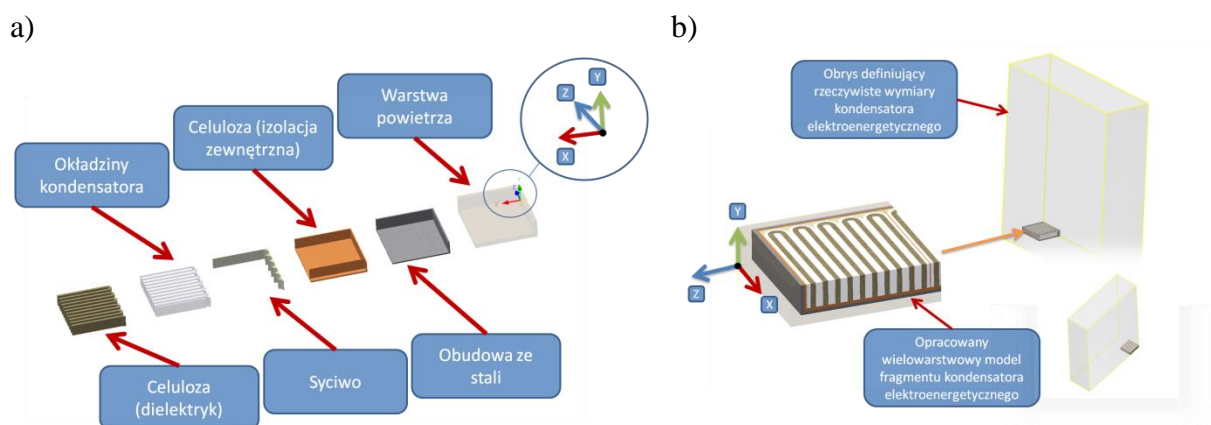 a)
Warstwa
powietrza
Celuloza (izolacja
zewnętrzna)
Okładziny
kondensatora
Y
Z
X
Celuloza
(dielektryk)
Syciwo
Obudowa ze
stali
b)
Obrys definiujący
rzeczywiste wymiary
kondensatora
elektroenergetycznego
Y
Z
X
Opracowany
wielowarstwowy model
fragmentu kondensatora
elektroenergetycznego